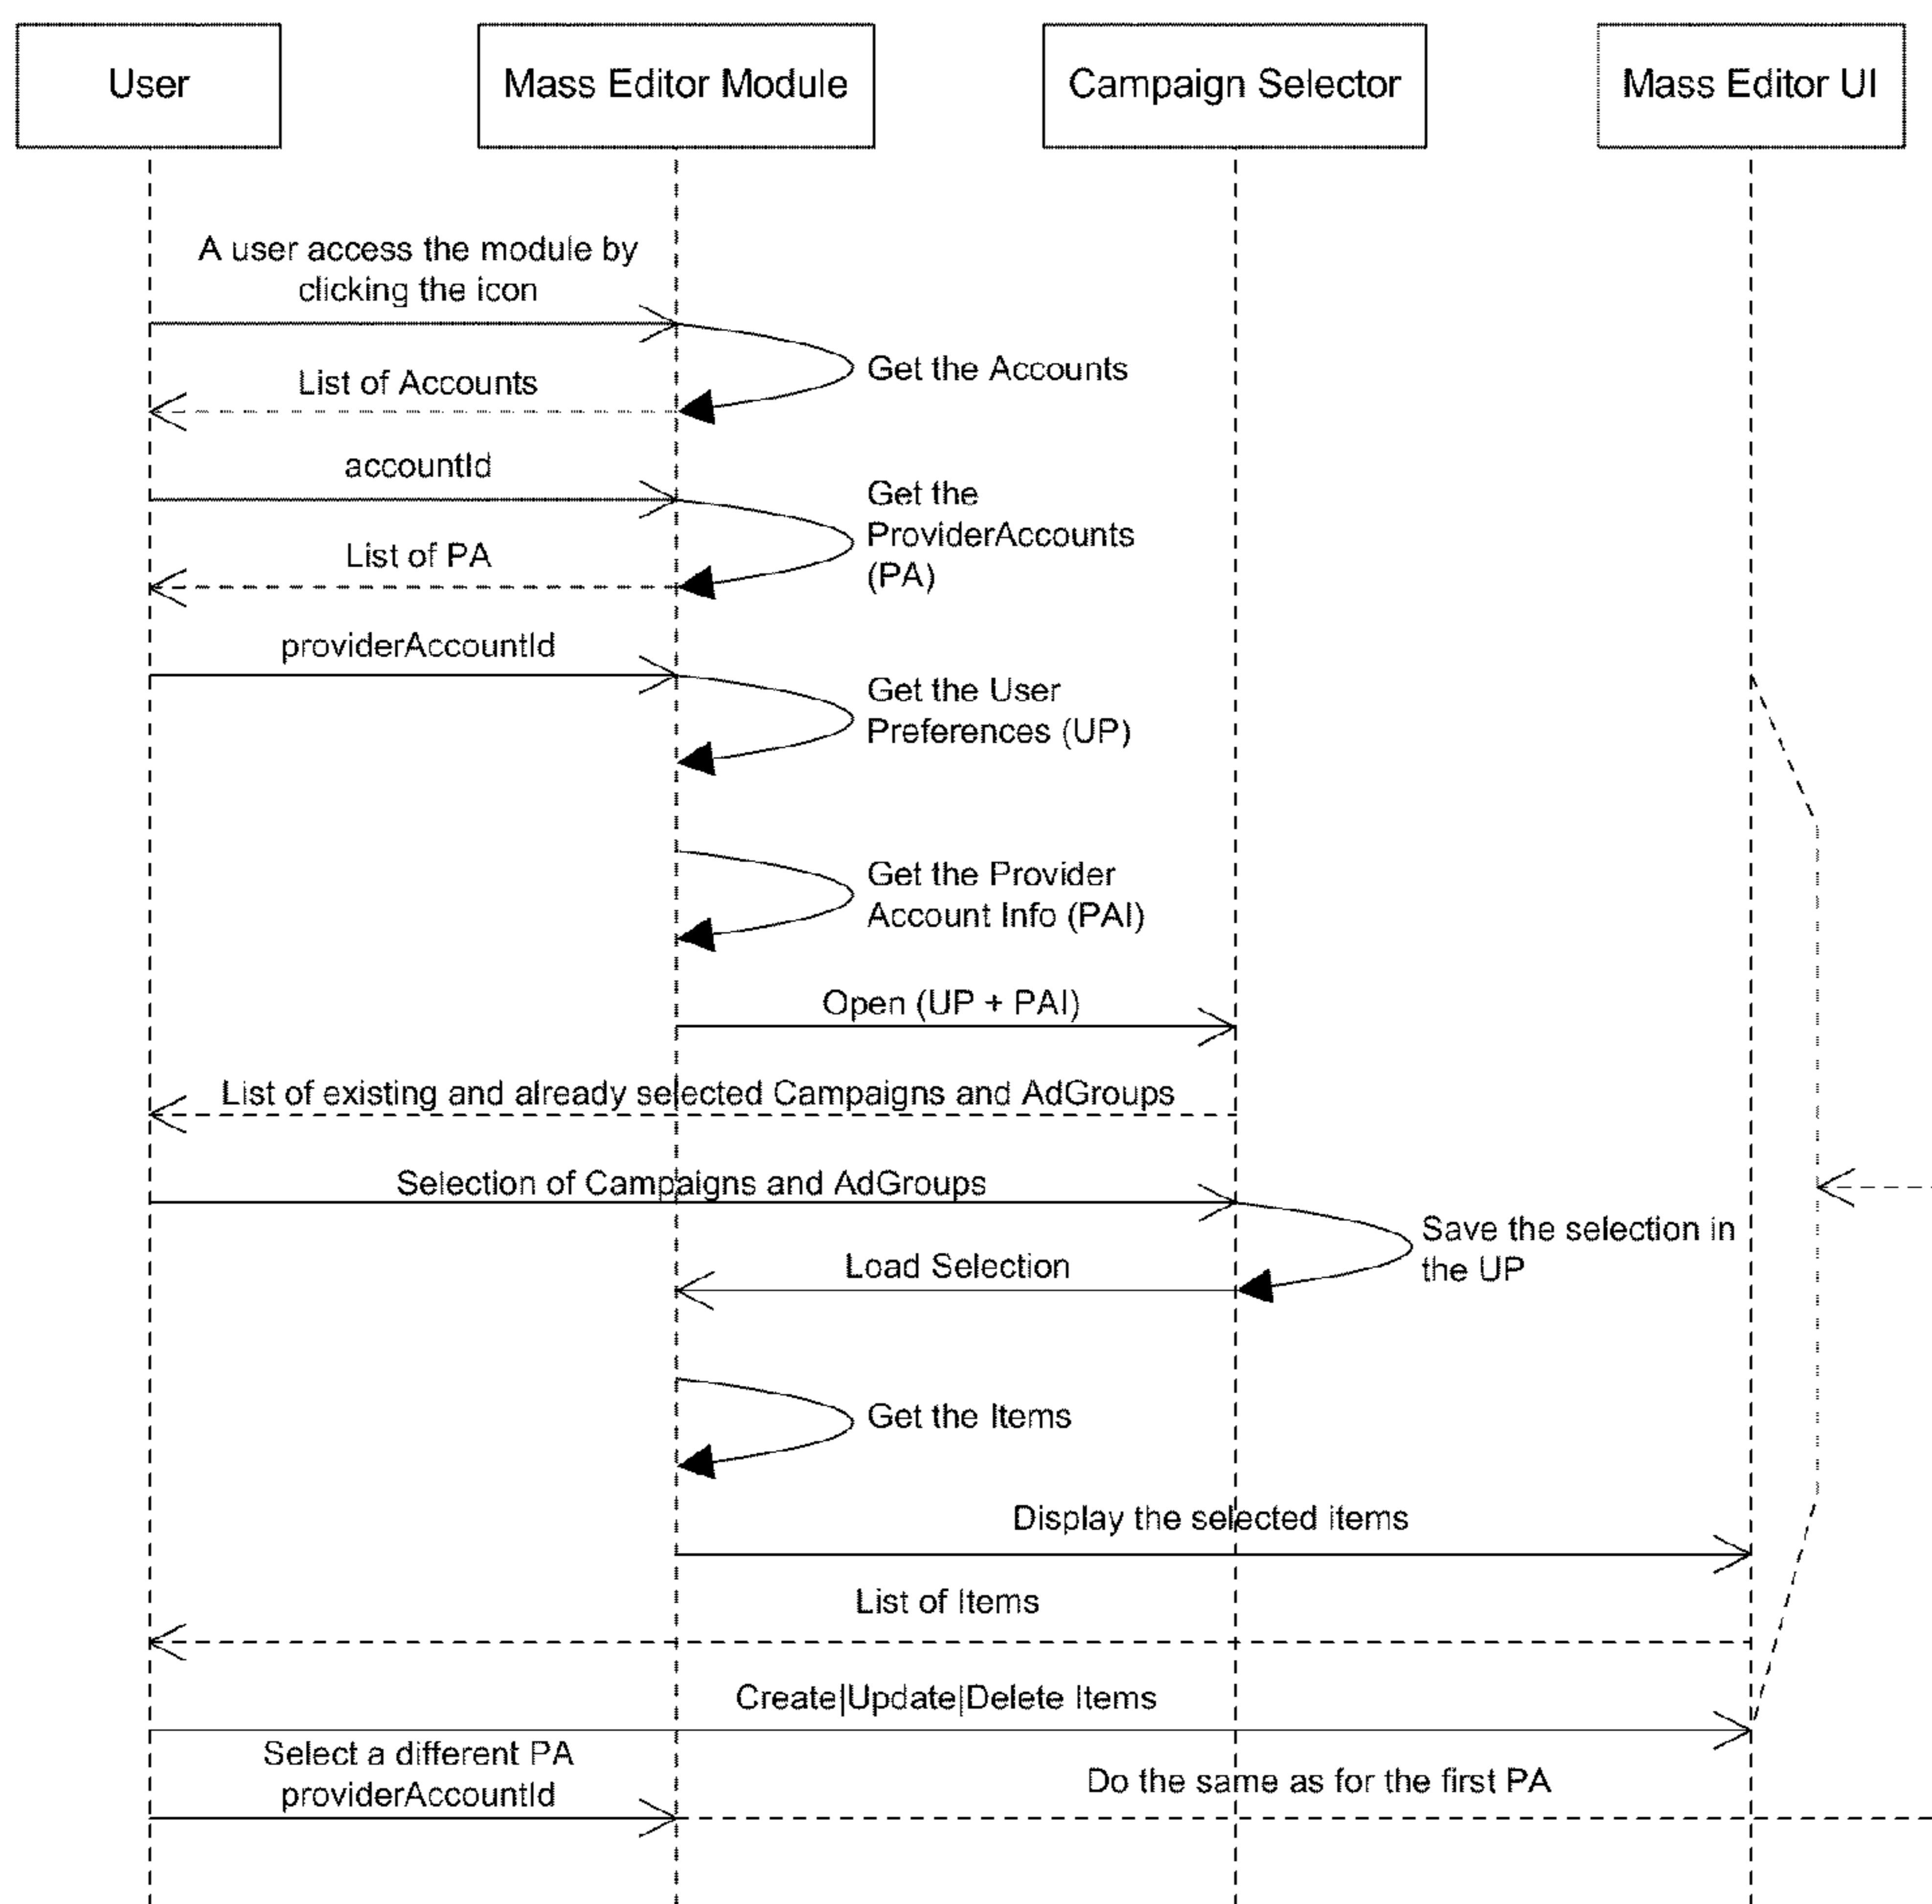 User
Mass Editor Module
Campaign Selector
Mass Editor UI
A user access the module by
clicking the icon
Get the Accounts
List of Accounts
accountId
Get the
ProviderAccounts
(PA)
List of PA
providerAccountId
Get the User
Preferences (UP)
Get the Provider
Account Info (PAI)
Open (UP + PAI)
List of existing and already selected Campaigns and AdGroups
Selection of Campaigns and AdGroups
Save the selection in
the UP
Load Selection
Get the Items
Display the selected items
List of Items
Create|Update|Delete Items
Select a different PA
providerAccountId
Do the same as for the first PA